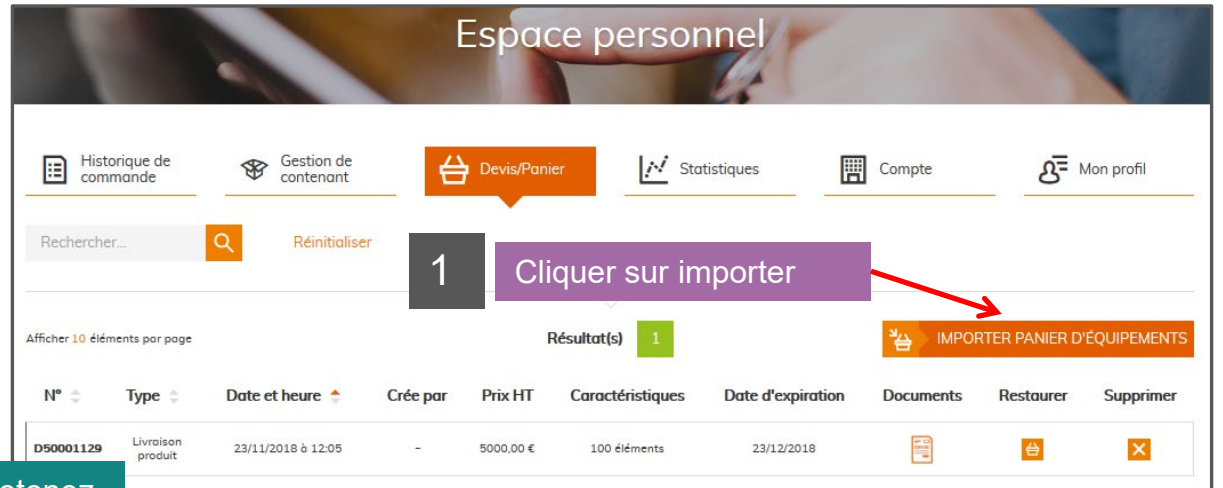 Espace personnel
Historique de commande
Gestion de contenant
Devis/Panier
Statistiques
Compte
Mon profil
Rechercher...
Réinitialiser
1 Cliquer sur importer
Afficher 10 éléments par page
Résultat(s) 1
IMPORTER PANIER D'ÉQUIPEMENTS
N° Type Date et heure Crée par Prix HT Caractéristiques Date d'expiration Documents Restaurer Supprimer
D50001129 Livraison produit 23/11/2018 à 12:05 - 5000,00 € 100 éléments 23/12/2018